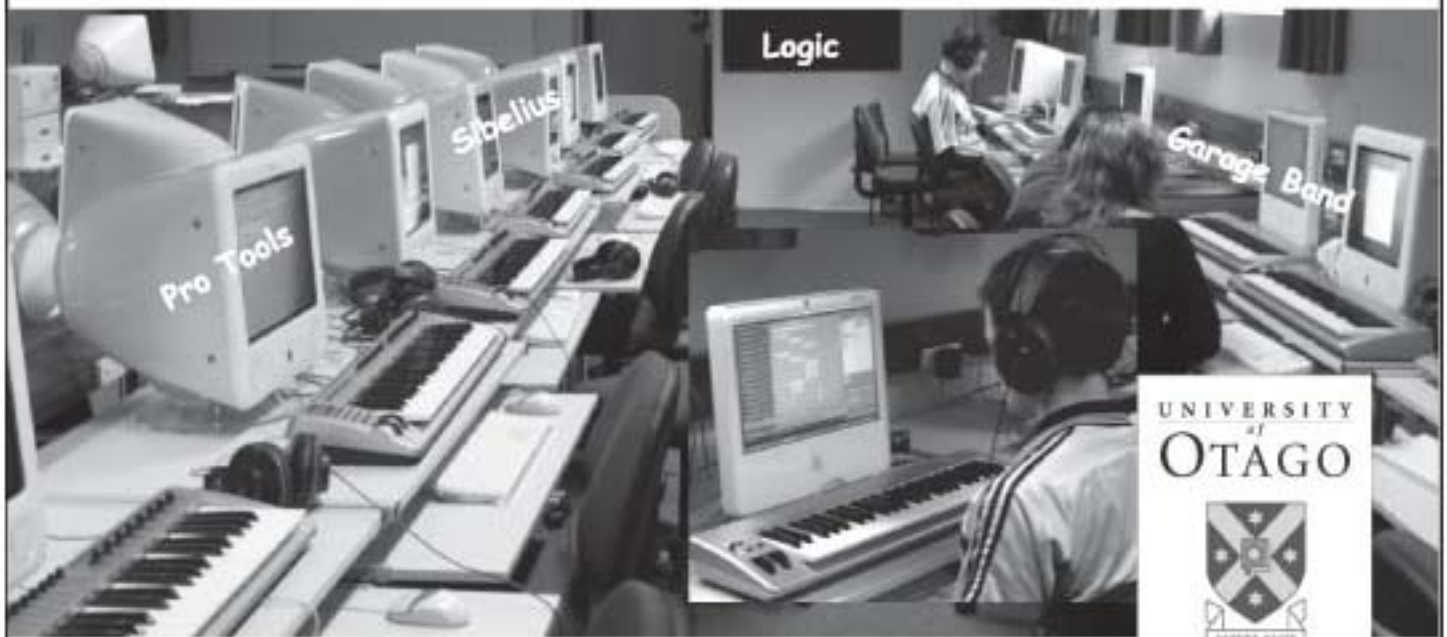 Logic
Sibelius
Garage Band
Pro Tools
UNIVERSITY
of
OTAGO